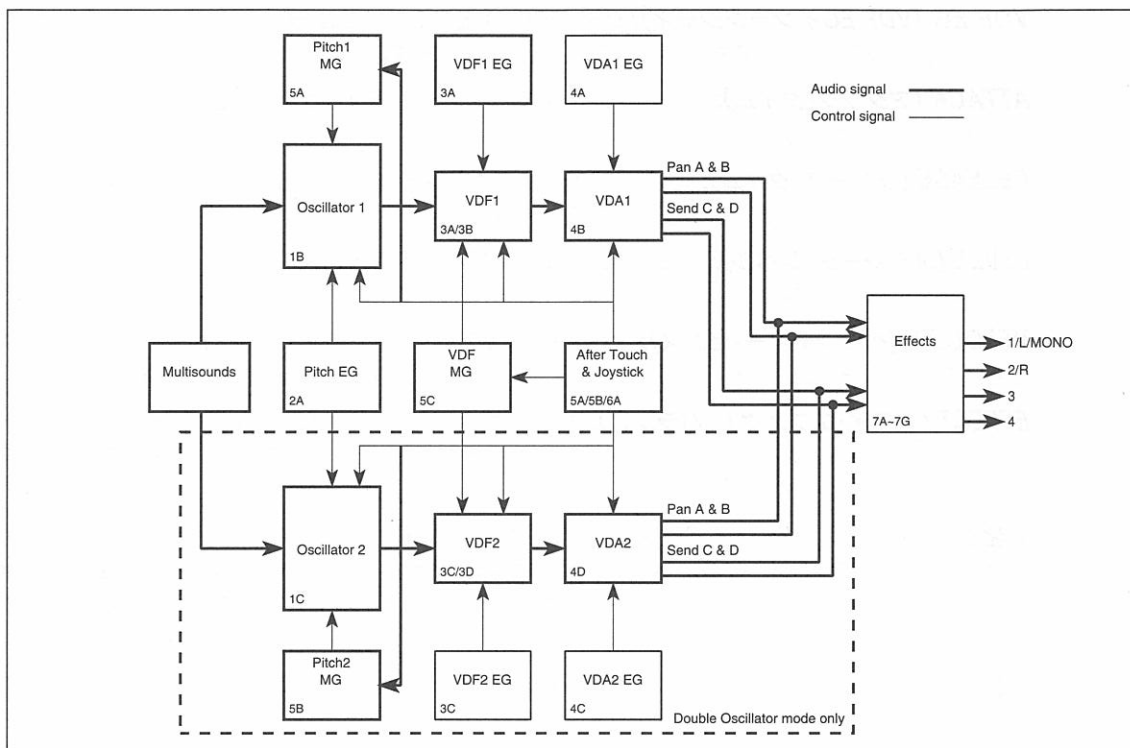 Pitch1
MG
5A
VDF1 EG
3A
VDA1 EG
4A
Audio signal
Control signal
Oscillator 1
1B
VDF1
3A/3B
VDA1
4B
Pan A & B
Send C & D
Multisounds
Pitch EG
2A
VDF
MG
5C
After Touch
& Joystick
5A/5B/6A
Effects
7A~7G
1/L/MONO
2/R
3
4
Oscillator 2
1C
VDF2
3C/3D
VDA2
4D
Pan A & B
Send C & D
Pitch2
MG
5B
VDF2 EG
3C
VDA2 EG
4C
Double Oscillator mode only